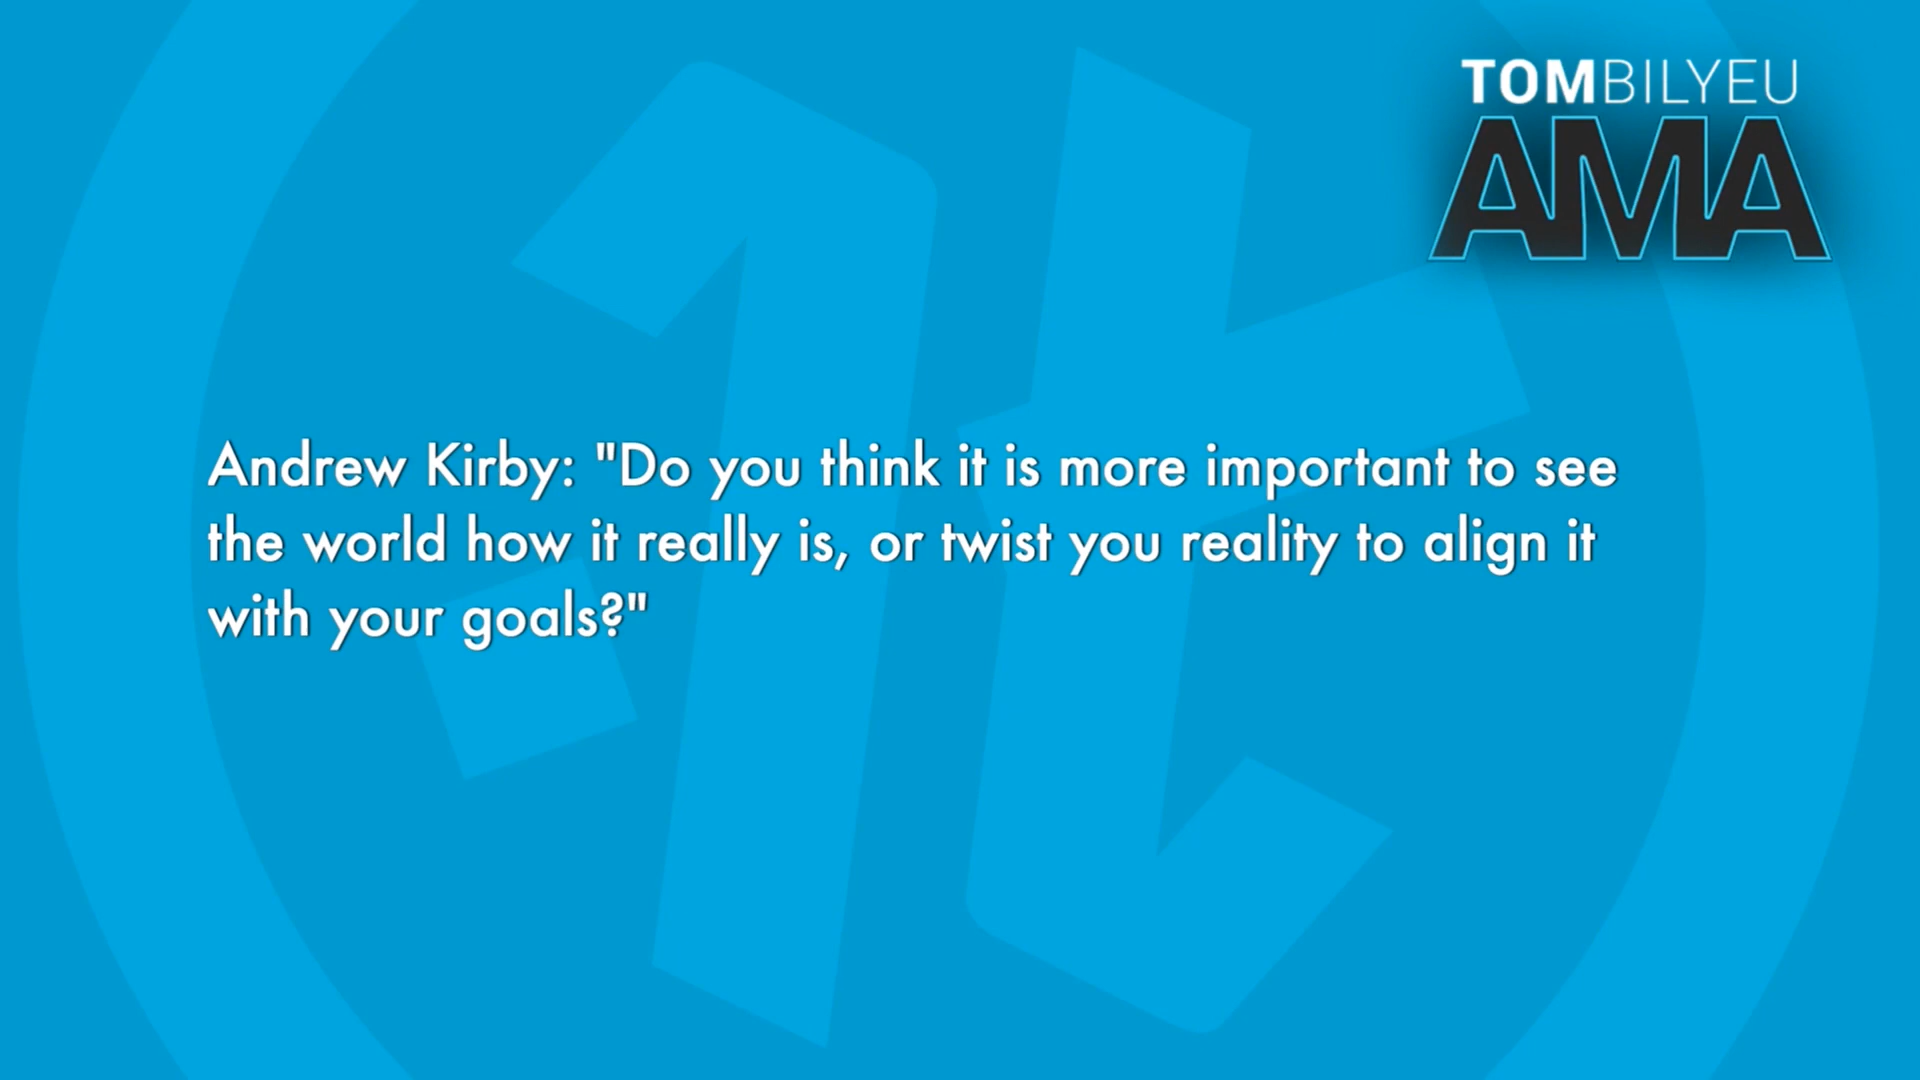 TOMBILYEU
AMA
Andrew Kirby: "Do you think it is more important to see
the world how it really is, or twist you reality to align it
with your goals?"